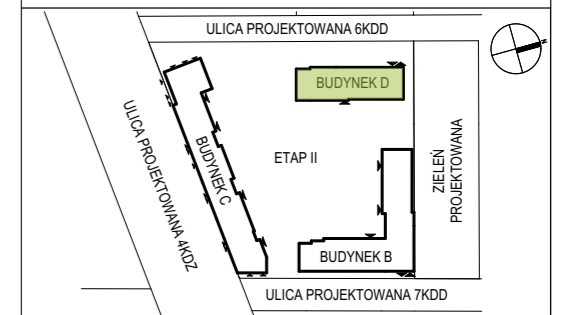 ULICA PROJEKTOWANA 6KDD
BUDYNEK D
ULICA PROJEKTOWANA 4KDZ
BUDYNEK C
ETAP II
ZIELEŃ
PROJEKTOWANA
BUDYNEK B
ULICA PROJEKTOWANA 7KDD